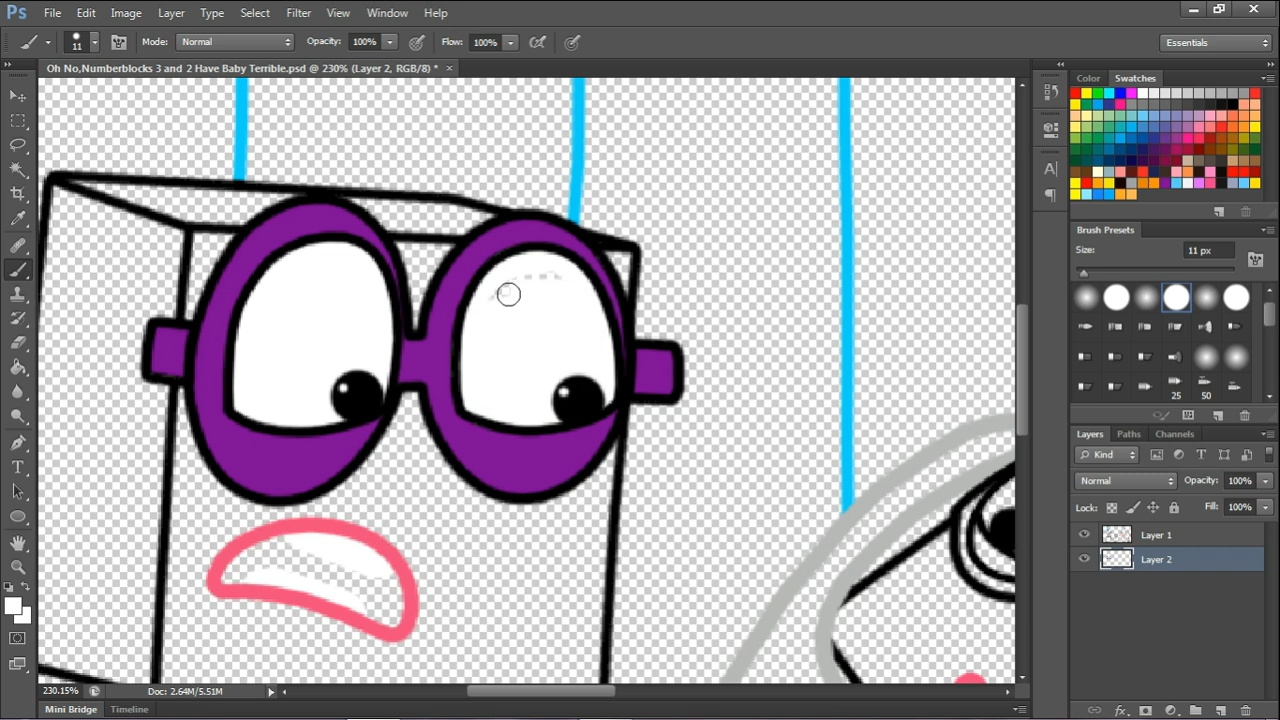 Ps File Edit Image Layer Type Select Filter View Window Help
11 Mode: Normal Opacity: 100% Flow: 100% Essentials
Oh No,Numberblocks 3 and 2 Have Baby Terrible.psd @ 230% (Layer 2, RGB/8) * ×
Color Swatches
Brush Presets
Size: 11 px
25 50
Layers Paths Channels
Kind
Normal Opacity: 100%
Lock: Fill: 100%
Layer 1
Layer 2
230.15% Doc: 2.64M/5.51M
Mini Bridge Timeline